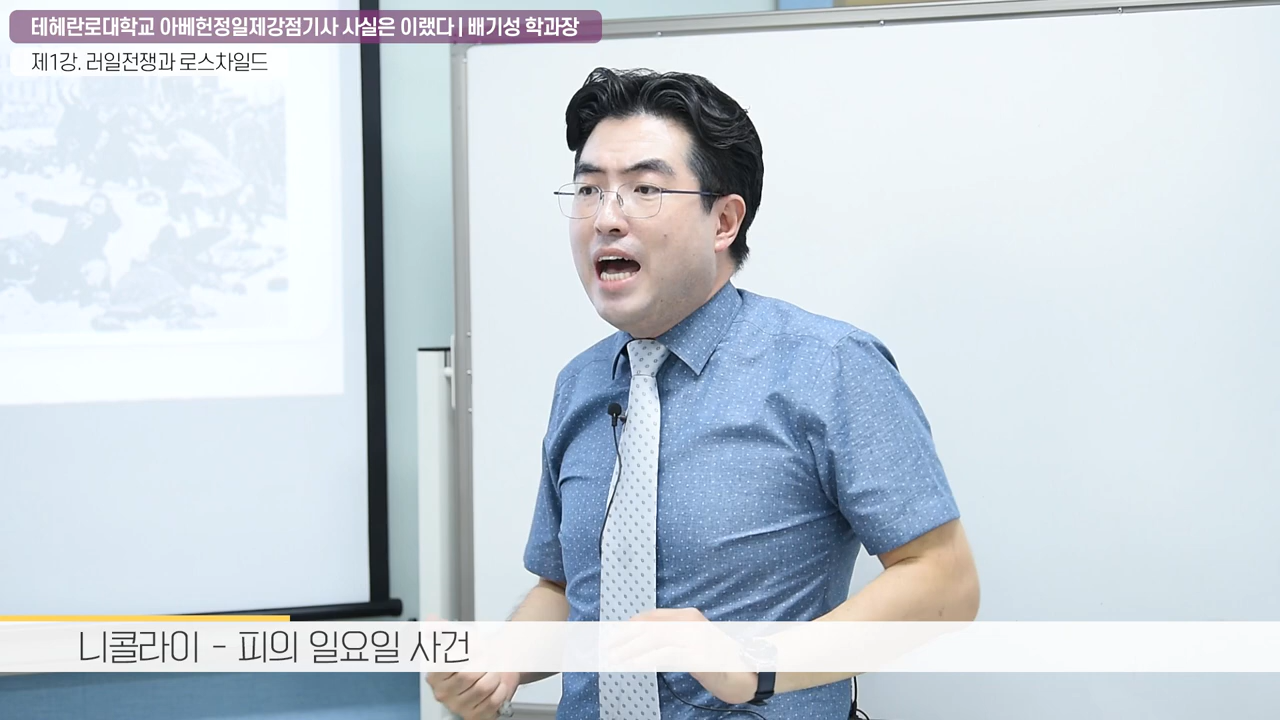 테헤란로대학교 아베헌정일제강점기사 사실은 이랬다 | 배기성 학과장
제1강. 러일전쟁과 로스차일드
니콜라이 - 피의 일요일 사건